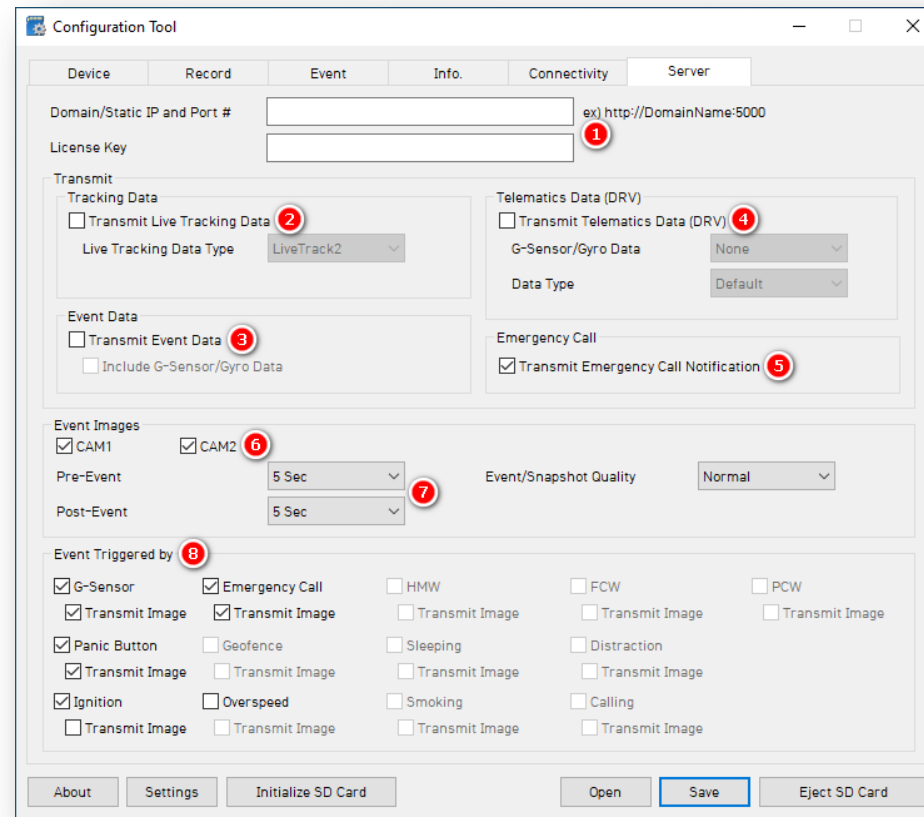 Configuration Tool
Device Record Event Info. Connectivity Server
Domain/Static IP and Port # ex) http://DomainName:5000
1
License Key
Transmit
Tracking Data
Transmit Live Tracking Data 2
Live Tracking Data Type LiveTrack2
Telematics Data (DRV)
Transmit Telematics Data (DRV) 4
G-Sensor/Gyro Data None
Data Type Default
Event Data
Transmit Event Data 3
Include G-Sensor/Gyro Data
Emergency Call
Transmit Emergency Call Notification 5
Event Images
CAM1 CAM2 6
Pre-Event 5 Sec Event/Snapshot Quality Normal
7
Post-Event 5 Sec
Event Triggered by 8
G-Sensor Emergency Call HMW FCW PCW
Transmit Image Transmit Image Transmit Image Transmit Image Transmit Image
Panic Button Geofence Sleeping Distraction
Transmit Image Transmit Image Transmit Image Transmit Image
Ignition Overspeed Smoking Calling
Transmit Image Transmit Image Transmit Image Transmit Image
About Settings Initialize SD Card Open Save Eject SD Card